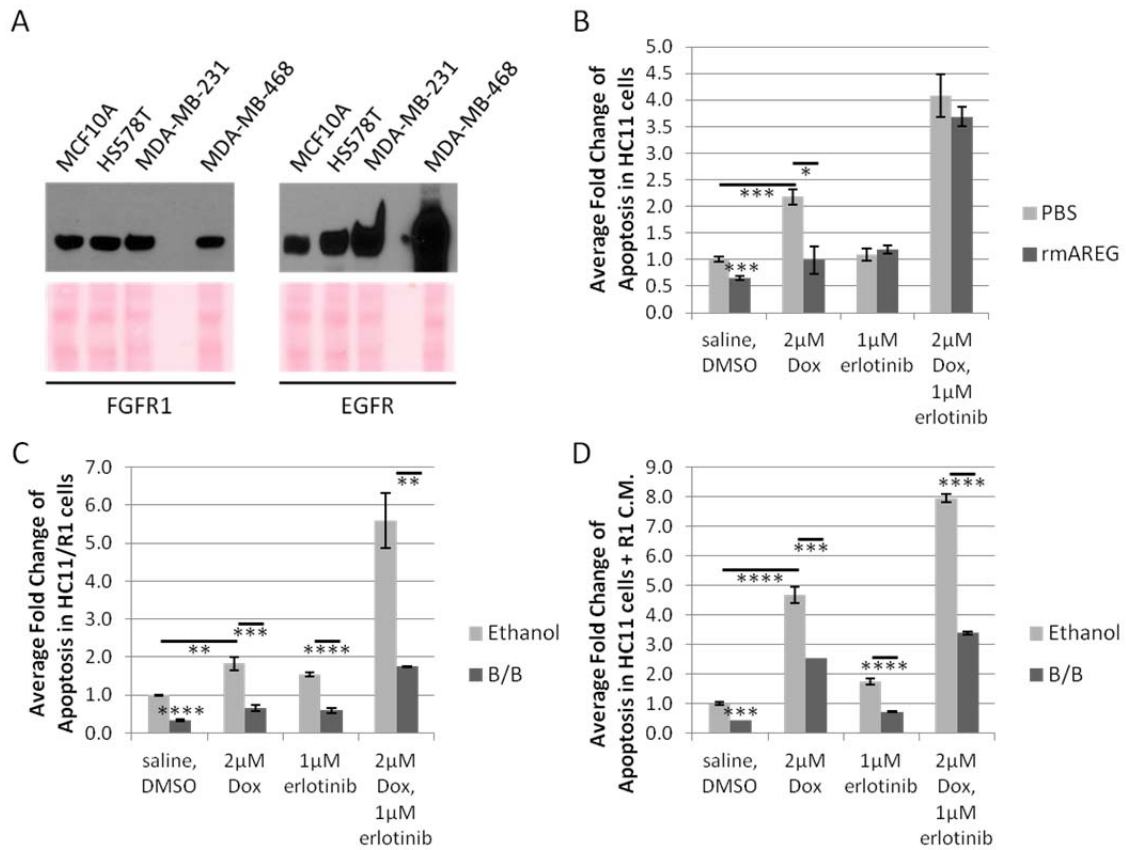 A
MCF10A
HS578T
MDA-MB-231
MDA-MB-468
MCF10A
HS578T
MDA-MB-231
MDA-MB-468
FGFR1
EGFR
B
Average Fold Change of
Apoptosis in HC11 cells
5.0
4.5
4.0
3.5
3.0
2.5
2.0
1.5
1.0
0.5
0.0
***
*
***
saline,
DMSO
2µM
Dox
1µM
erlotinib
2µM
Dox,
1µM
erlotinib
PBS
rmAREG
C
Average Fold Change of
Apoptosis in HC11/R1 cells
7.0
6.0
5.0
4.0
3.0
2.0
1.0
0.0
**
***
**
****
****
saline,
DMSO
2µM
Dox
1µM
erlotinib
2µM
Dox,
1µM
erlotinib
Ethanol
B/B
D
Average Fold Change of
Apoptosis in HC11 cells + R1 C.M.
9.0
8.0
7.0
6.0
5.0
4.0
3.0
2.0
1.0
0.0
****
***
****
****
***
saline,
DMSO
2µM
Dox
1µM
erlotinib
2µM
Dox,
1µM
erlotinib
Ethanol
B/B